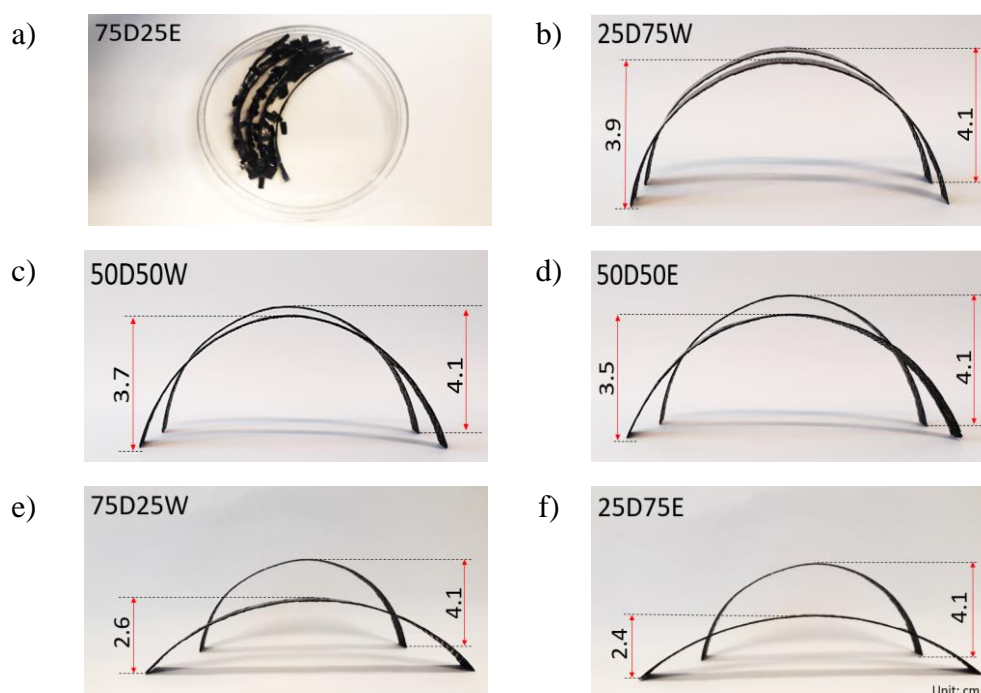 a)
75D25E
b)
25D75W
3.9
4.1
c)
50D50W
3.7
4.1
d)
50D50E
3.5
4.1
e)
75D25W
2.6
4.1
f)
25D75E
2.4
4.1
Unit: cm